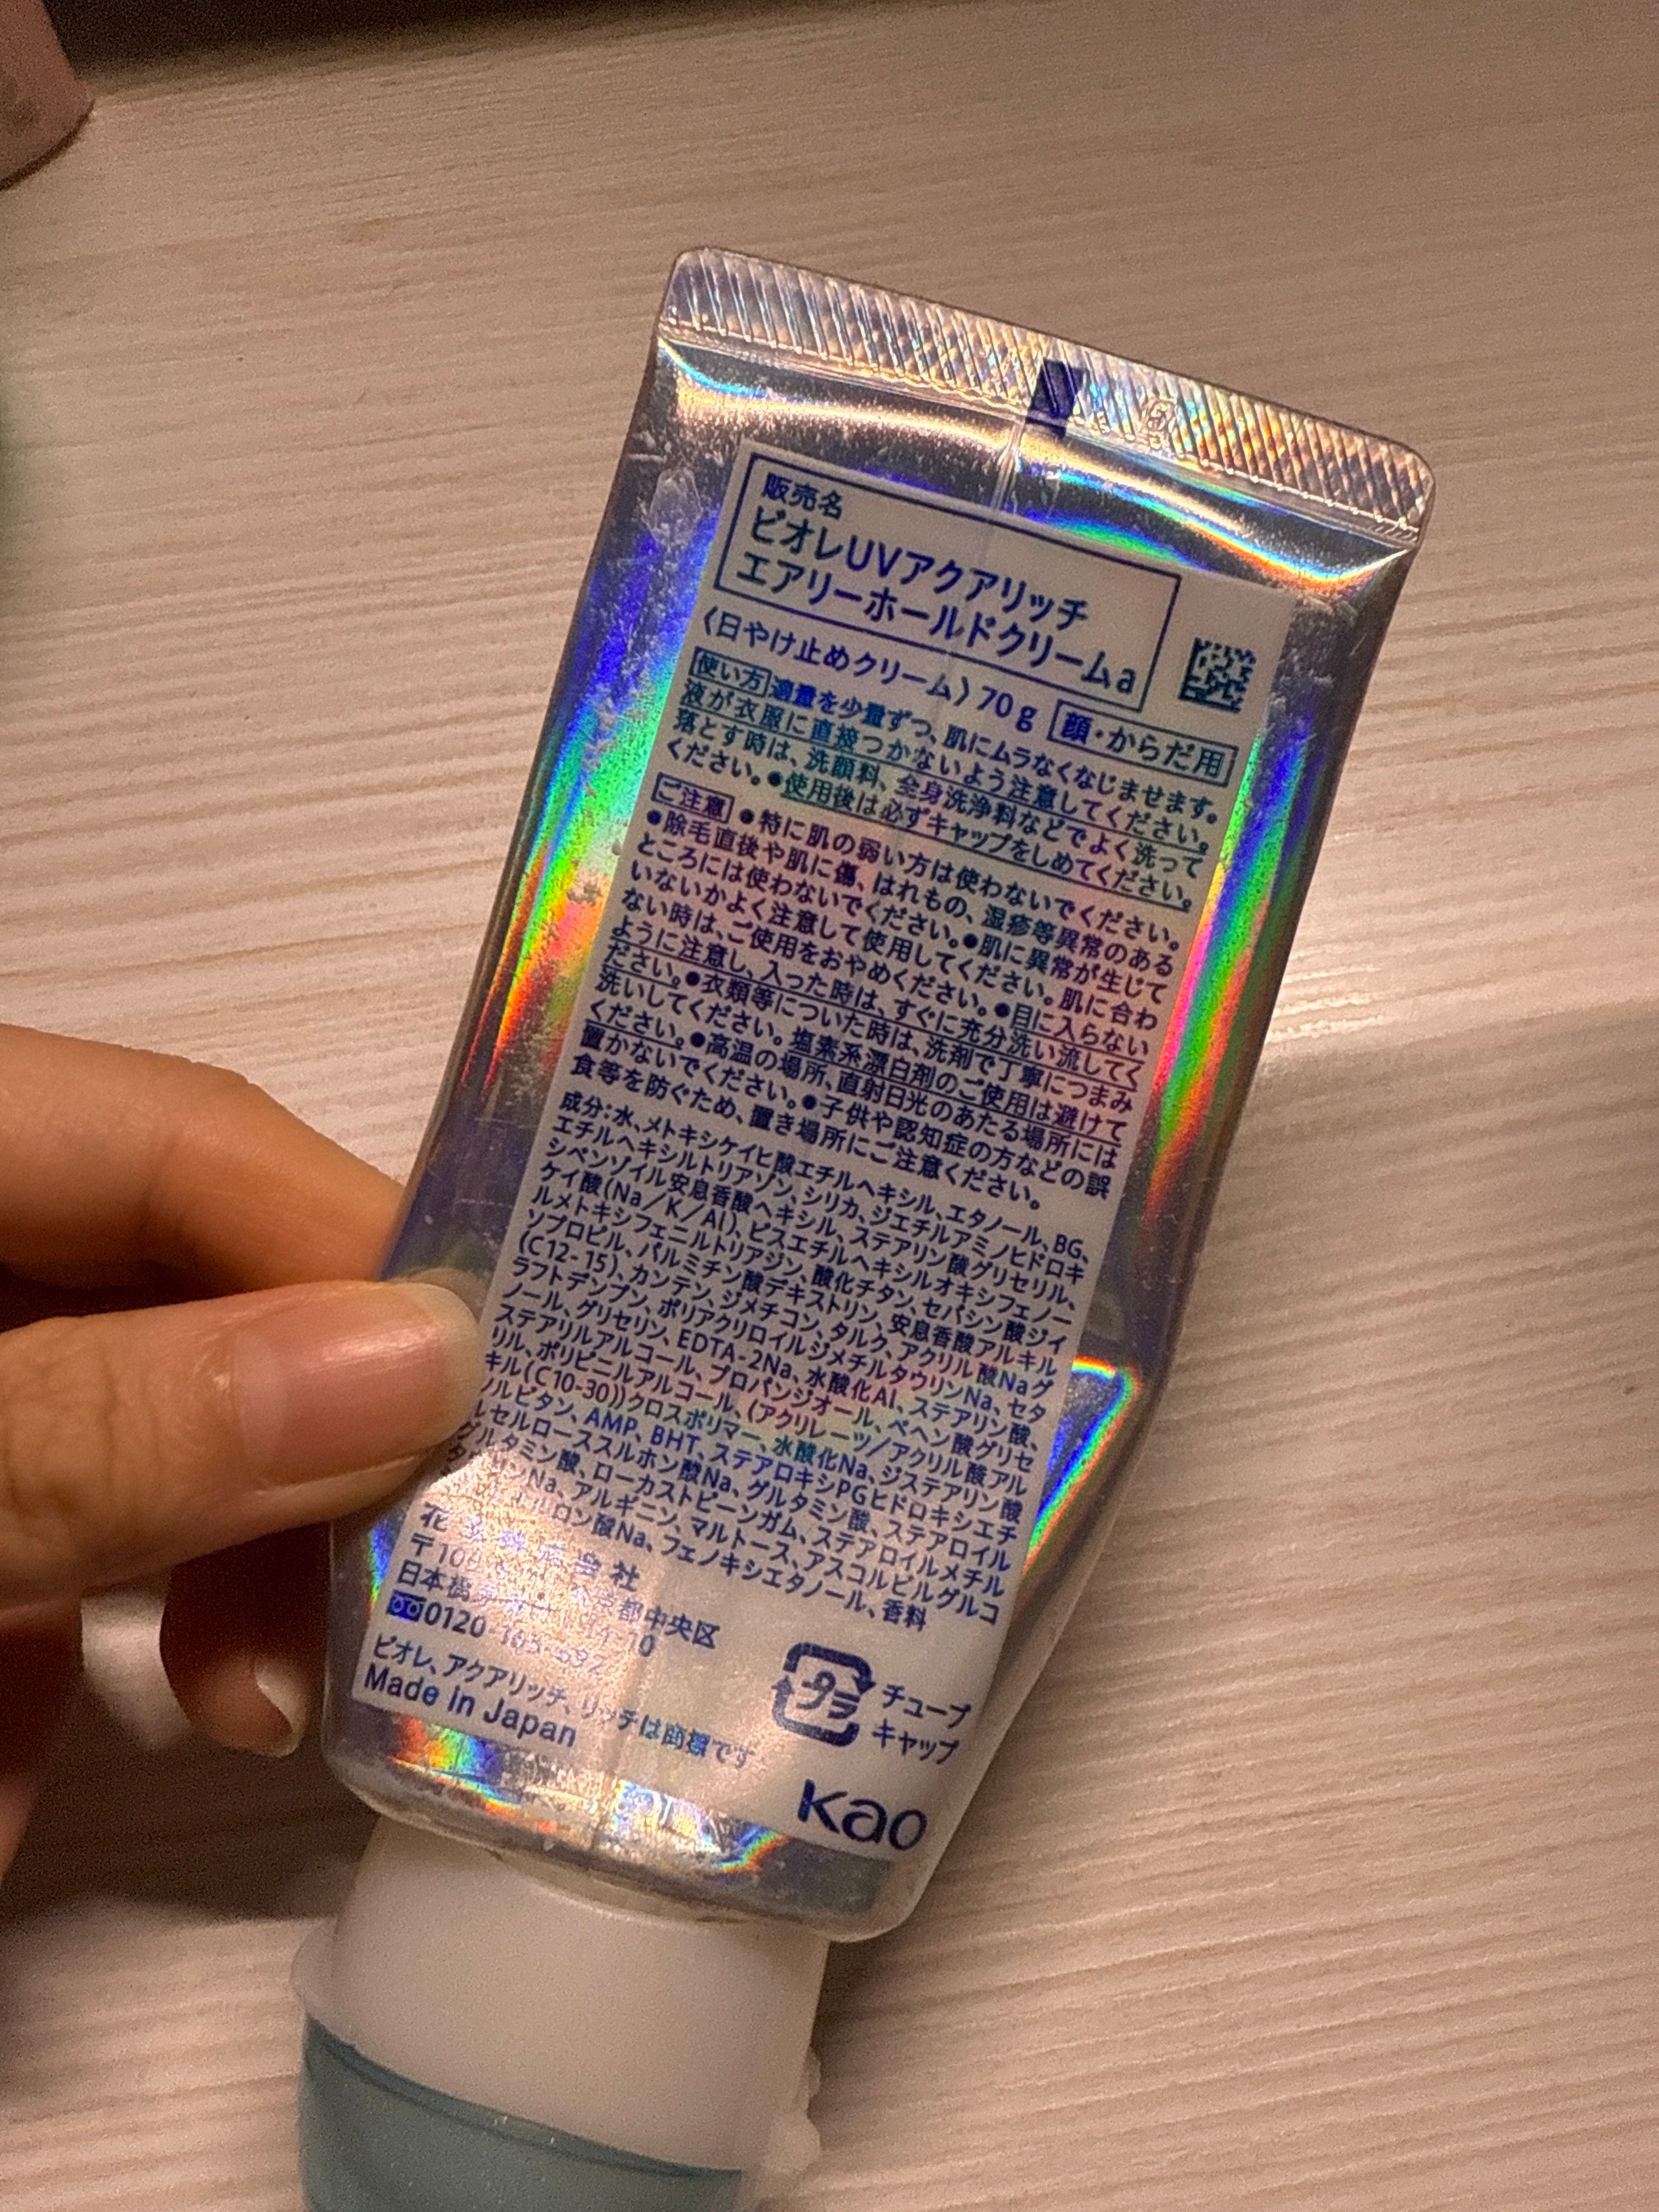 販売名
ビオレUVアクアリッチ
エアリーホールドクリームa
〈日やけ止めクリーム〉70g 顔・からだ用
使い方 適量を少量ずつ、肌にムラなくなじませます。
液が衣服に直接つかないよう注意してください。
落とす時は、洗顔料、全身洗浄料などでよく洗って
ください。●使用後は必ずキャップをしめてください。
ご注意 ●特に肌の弱い方は使わないでください。
●除毛直後や肌に傷、はれもの、湿疹等異常のある
ところには使わないでください。●肌に異常が生じて
いないかよく注意して使用してください。肌に合わ
ない時は、ご使用をおやめください。●目に入らない
ように注意し、入った時は、すぐに充分洗い流してく
ださい。●衣類等についた時は、洗剤で丁寧につまみ
洗いしてください。塩素系漂白剤のご使用は避けて
ください。●高温の場所、直射日光のあたる場所には
置かないでください。●子供や認知症の方などの誤
食等を防ぐため、置き場所にご注意ください。
成分：水、メトキシケイヒ酸エチルヘキシル、エタノール、BG、
エチルヘキシルトリアゾン、シリカ、ジエチルアミノヒドロキ
シベンゾイル安息香酸ヘキシル、ステアリン酸グリセリル、
ケイ酸(Na／K／Al)、ビスエチルヘキシルオキシフェノー
ルメトキシフェニルトリアジン、酸化チタン、セバシン酸ジイ
ソプロピル、パルミチン酸デキストリン、安息香酸アルキル
(C12-15)、カンテン、ジメチコン、タルク、アクリル酸Naグ
ラフトデンプン、ポリアクリロイルジメチルタウリンNa、セタ
ノール、グリセリン、EDTA-2Na、水酸化Al、ステアリン酸、
ステアリルアルコール、プロパンジオール、ベヘン酸グリセ
リル、ポリビニルアルコール、(アクリレーツ／アクリル酸アル
キル(C10-30))クロスポリマー、水酸化Na、ジステアリン酸
ソルビタン、AMP、BHT、ステアロキシPGヒドロキシエチ
ルセルローススルホン酸Na、グルタミン酸、ステアロイル
グルタミン酸、ローカストビーンガム、ステアロイルメチル
Na、アルギニン、マルトース、アスコルビルグルコ
ロン酸Na、フェノキシエタノール、香料
花王株式会社
都中央区
日本橋 10
0120-165-692
ビオレ、アクアリッチ、リッチは商標です
Made in Japan
プラ チューブ
キャップ
Kao